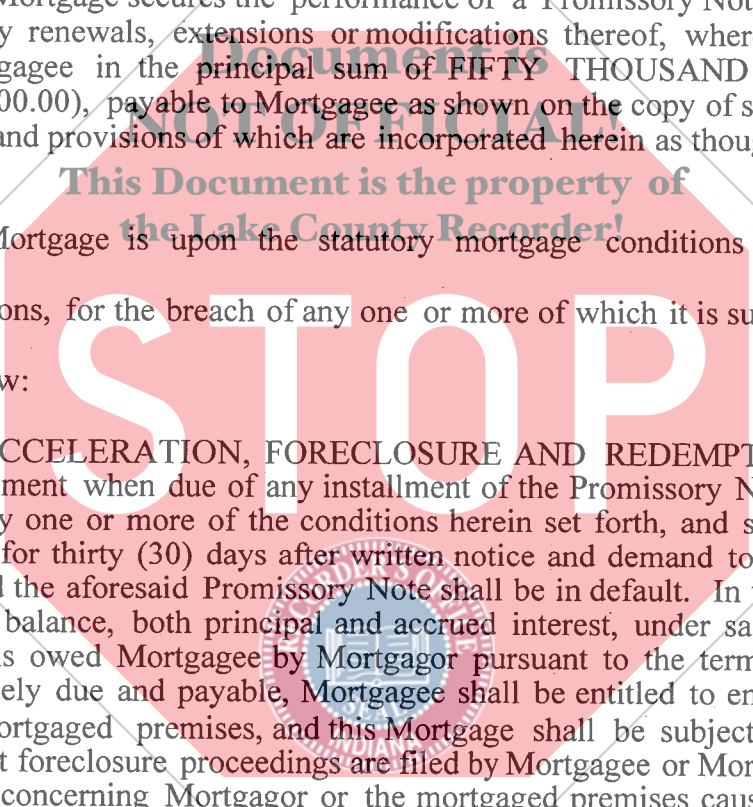 Mortgage secures the performance of a Promissory Not
y renewals, extensions or modifications thereof, wher
Document is
gagee in the principal sum of FIFTY THOUSAND
00.00), payable to Mortgagee as shown on the copy of s
NOT OFFICIAL!
and provisions of which are incorporated herein as thoug
This Document is the property of
the Lake County Recorder!
Mortgage is upon the statutory mortgage conditions
ons, for the breach of any one or more of which it is su
STOP
w:
CCELERATION, FORECLOSURE AND REDEMPT
ment when due of any installment of the Promissory N
y one or more of the conditions herein set forth, and s
for thirty (30) days after written notice and demand to
d the aforesaid Promissory Note shall be in default. In
balance, both principal and accrued interest, under sa
s owed Mortgagee by Mortgagor pursuant to the term
ely due and payable, Mortgagee shall be entitled to en
ortgaged premises, and this Mortgage shall be subject
t foreclosure proceedings are filed by Mortgagee or Mor
concerning Mortgagor or the mortgaged premises cau
RECORDER'S OFFICE
SEAL
INDIANA